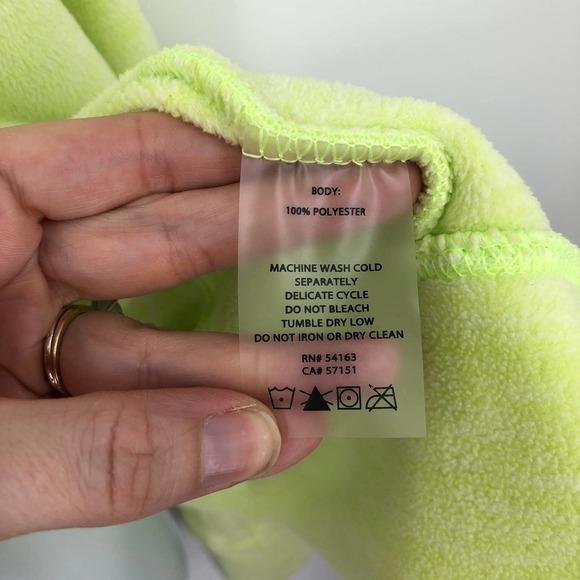 BODY:
100% POLYESTER
MACHINE WASH COLD
SEPARATELY
DELICATE CYCLE
DO NOT BLEACH
TUMBLE DRY LOW
DO NOT IRON OR DRY CLEAN
RN# 54163
CA# 57151